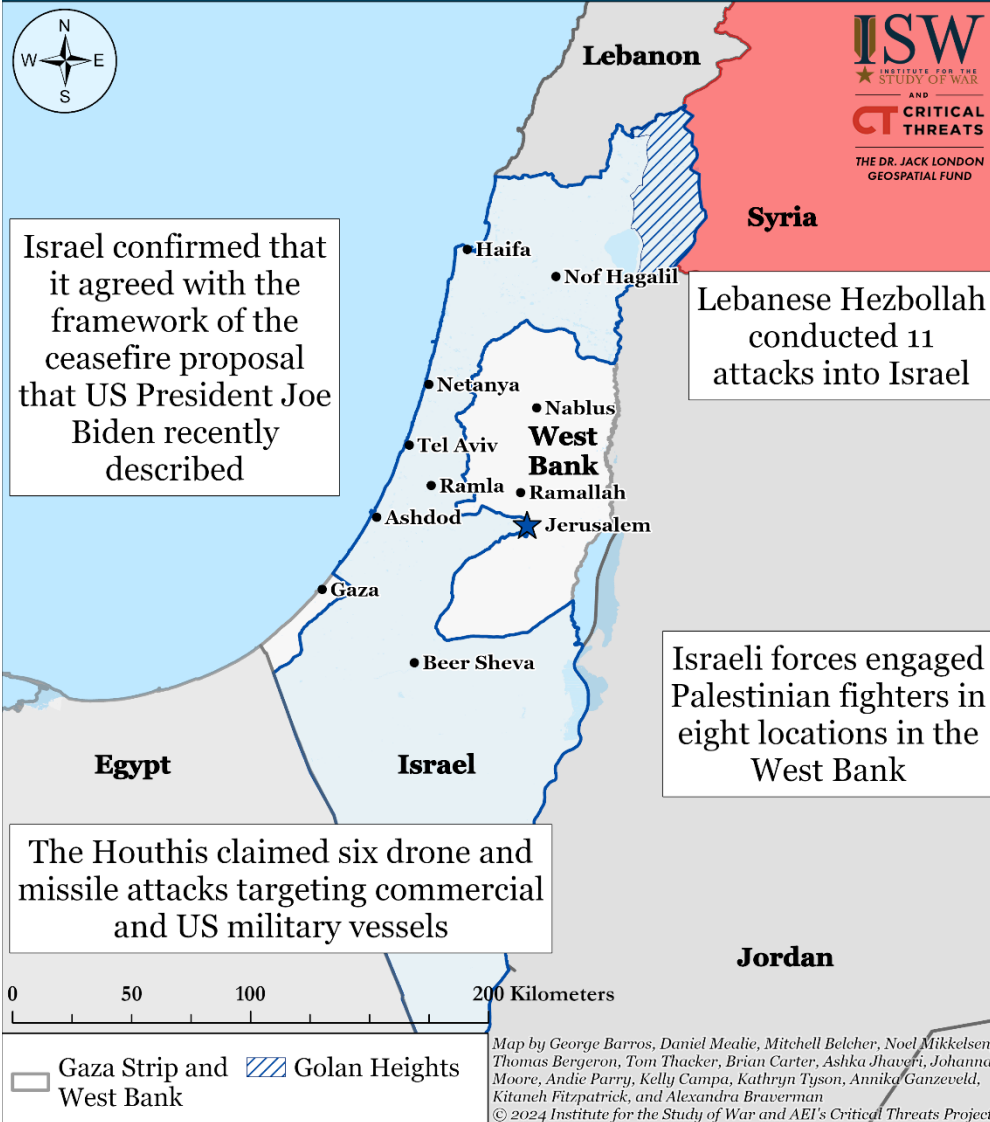 N
W
E
S
ISW
INSTITUTE FOR THE
STUDY OF WAR
AND
CT CRITICAL
THREATS
THE DR. JACK LONDON
GEOSPATIAL FUND
Lebanon
Syria
Israel confirmed that
it agreed with the
framework of the
ceasefire proposal
that US President Joe
Biden recently
described
Haifa
Nof Hagalil
Lebanese Hezbollah
conducted 11
attacks into Israel
Netanya
Nablus
West
Bank
Tel Aviv
Ramla
Ramallah
Ashdod
Jerusalem
Gaza
Beer Sheva
Israeli forces engaged
Palestinian fighters in
eight locations in the
West Bank
Egypt
Israel
The Houthis claimed six drone and
missile attacks targeting commercial
and US military vessels
Jordan
0 50 100 200 Kilometers
Gaza Strip and
West Bank
Golan Heights
Map by George Barros, Daniel Mealie, Mitchell Belcher, Noel Mikkelsen,
Thomas Bergeron, Tom Thacker, Brian Carter, Ashka Jhaveri, Johanna
Moore, Andie Parry, Kelly Campa, Kathryn Tyson, Annika Ganzeveld,
Kitaneh Fitzpatrick, and Alexandra Braverman
© 2024 Institute for the Study of War and AEI's Critical Threats Project